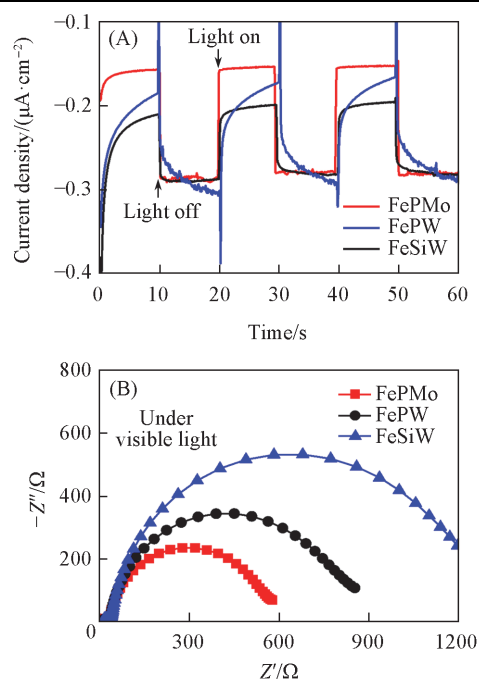 (A)
Light on
Light off
FePMo
FePW
FeSiW
Current density/(μA·cm−2)
−0.1
−0.2
−0.3
−0.4
0 10 20 30 40 50 60
Time/s
(B)
Under
visible light
FePMo
FePW
FeSiW
−Z″/Ω
800
600
400
200
0
300 600 900 1200
Z′/Ω